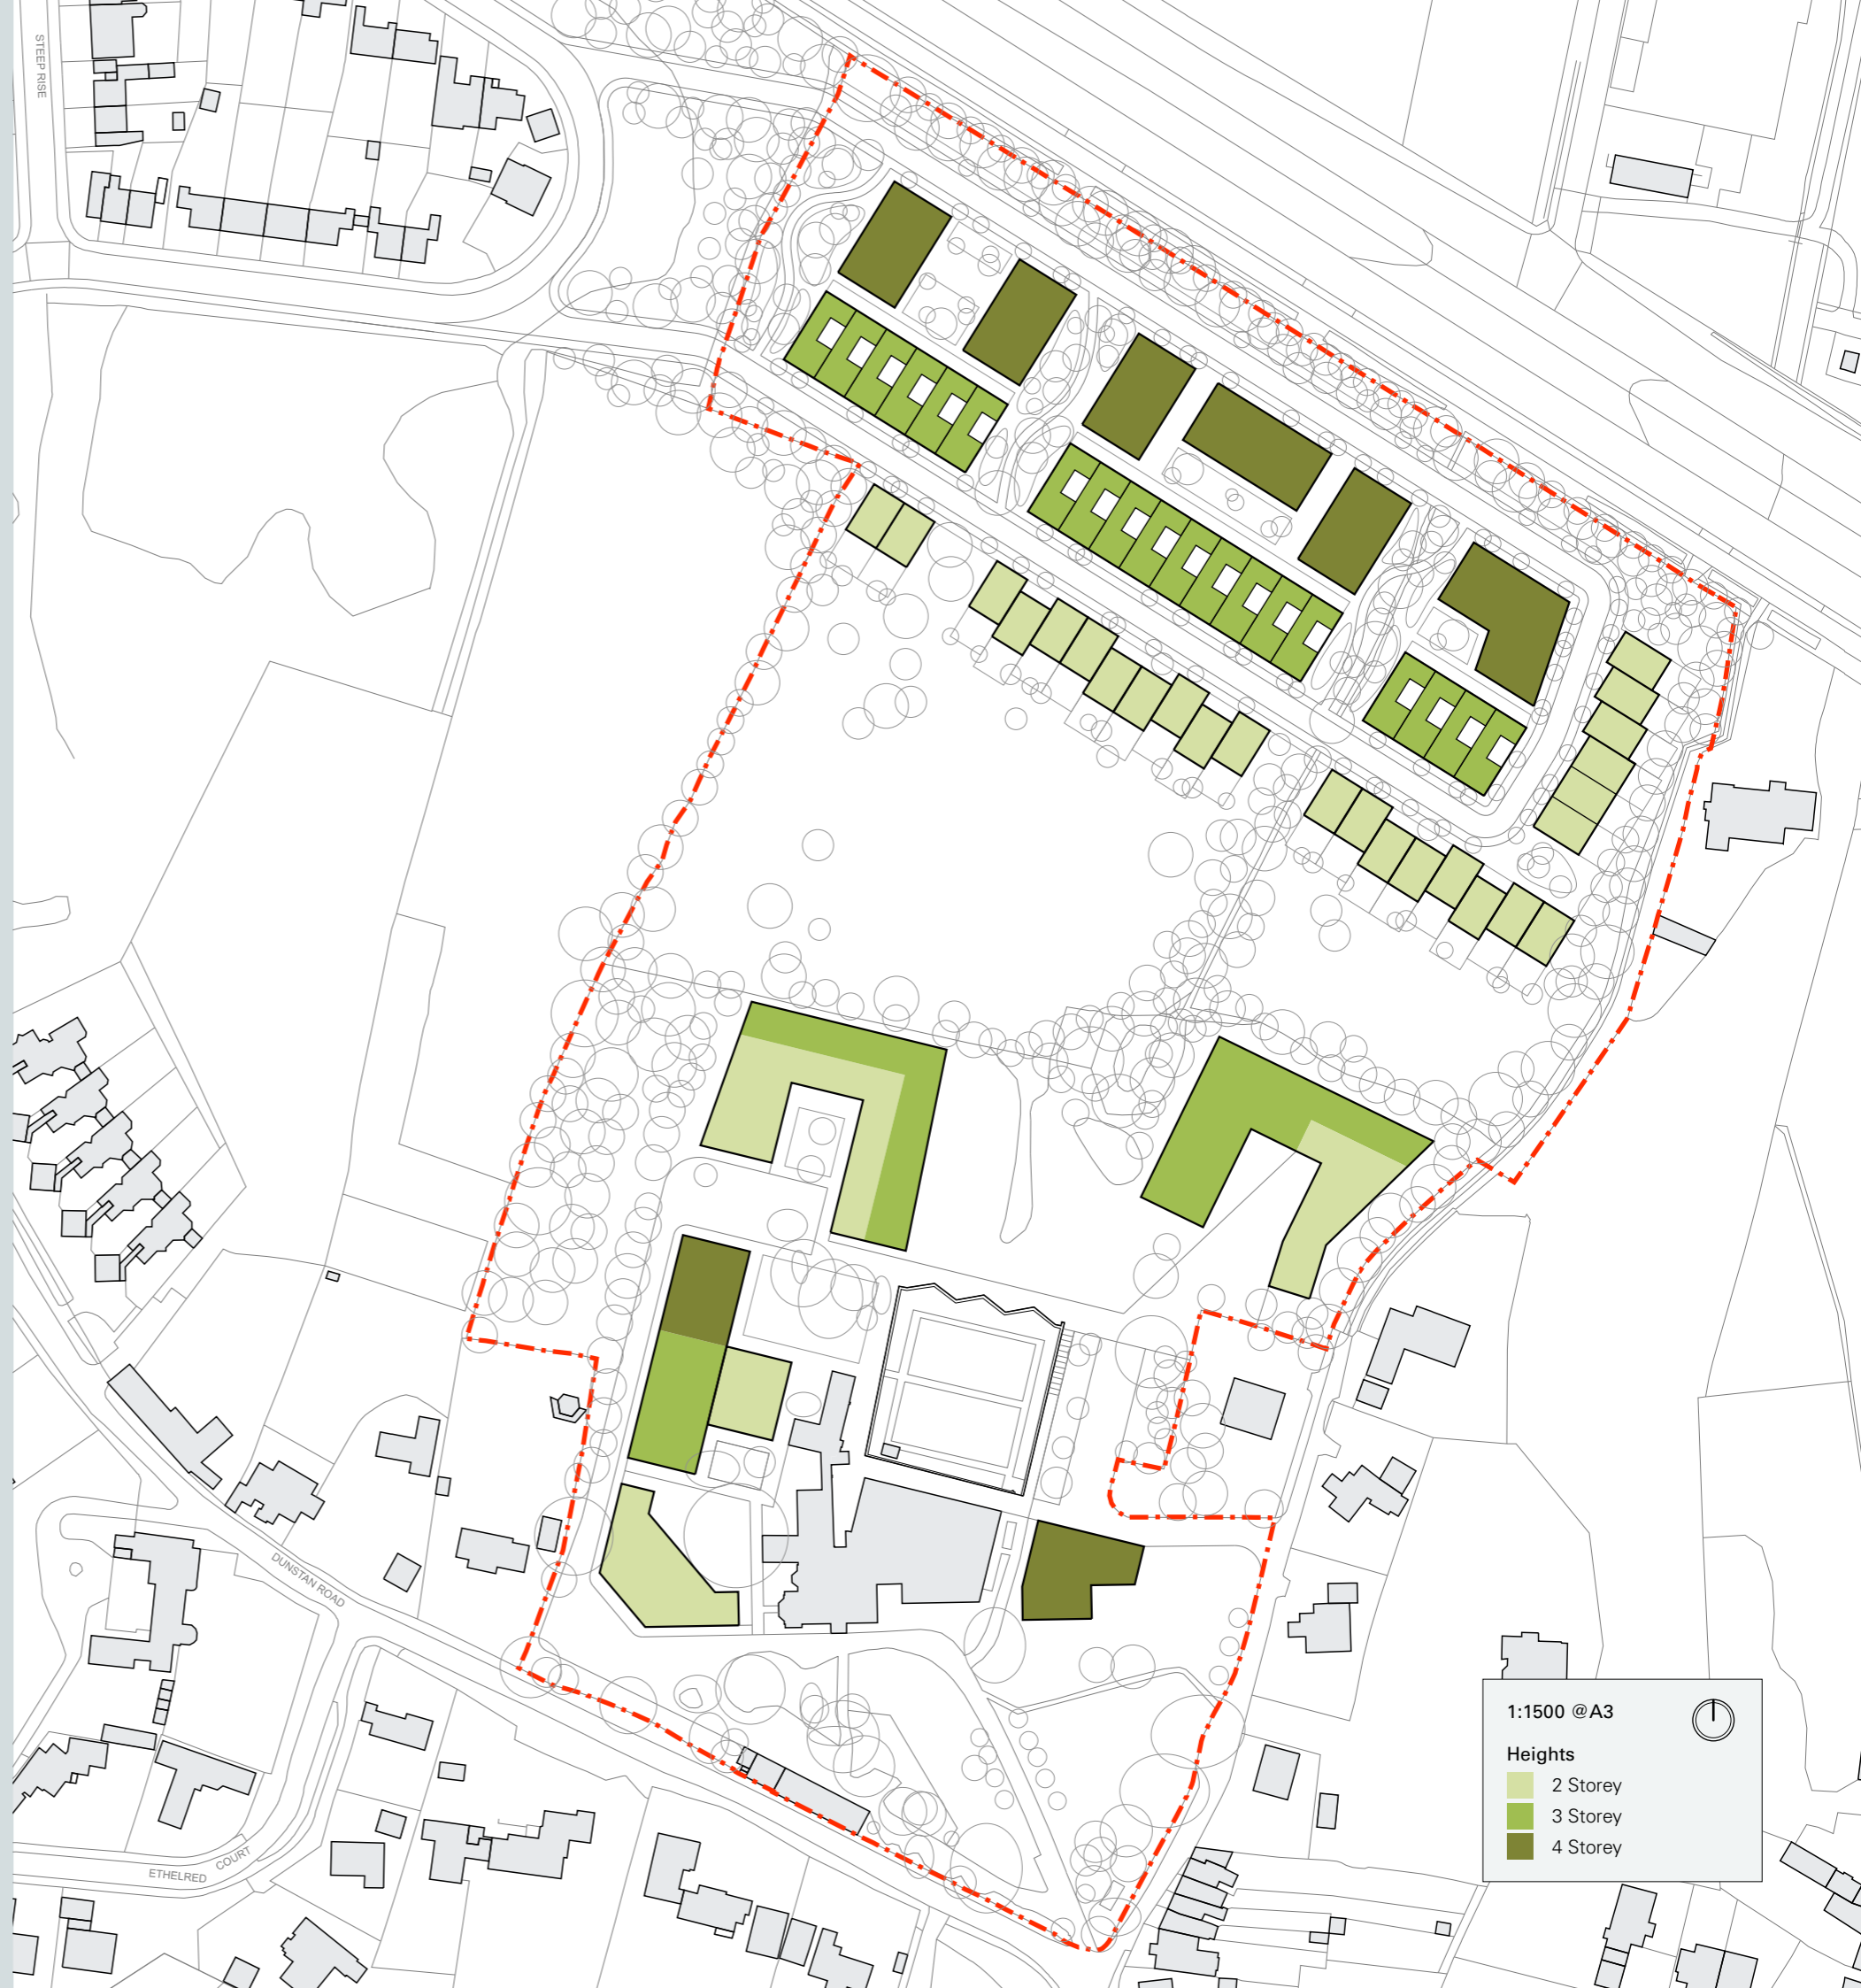 STEEP RISE
DUNSTAN ROAD
ETHELRED COURT
1:1500 @A3
Heights
2 Storey
3 Storey
4 Storey